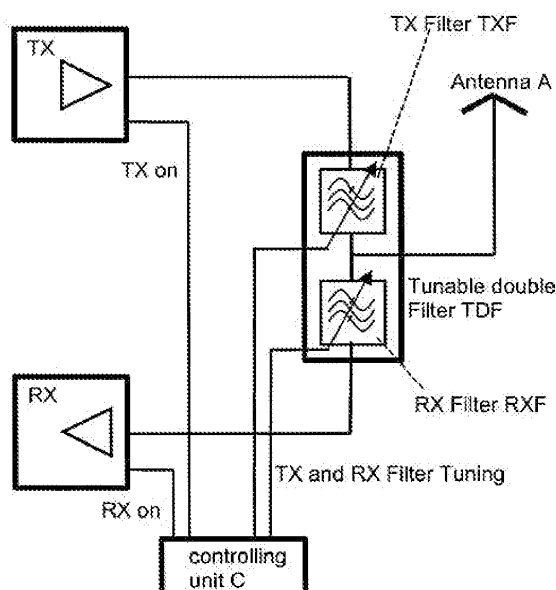 TX Filter TXF
TX
Antenna A
TX on
Tunable double
Filter TDF
RX
RX Filter RXF
TX and RX Filter Tuning
RX on
controlling
unit C